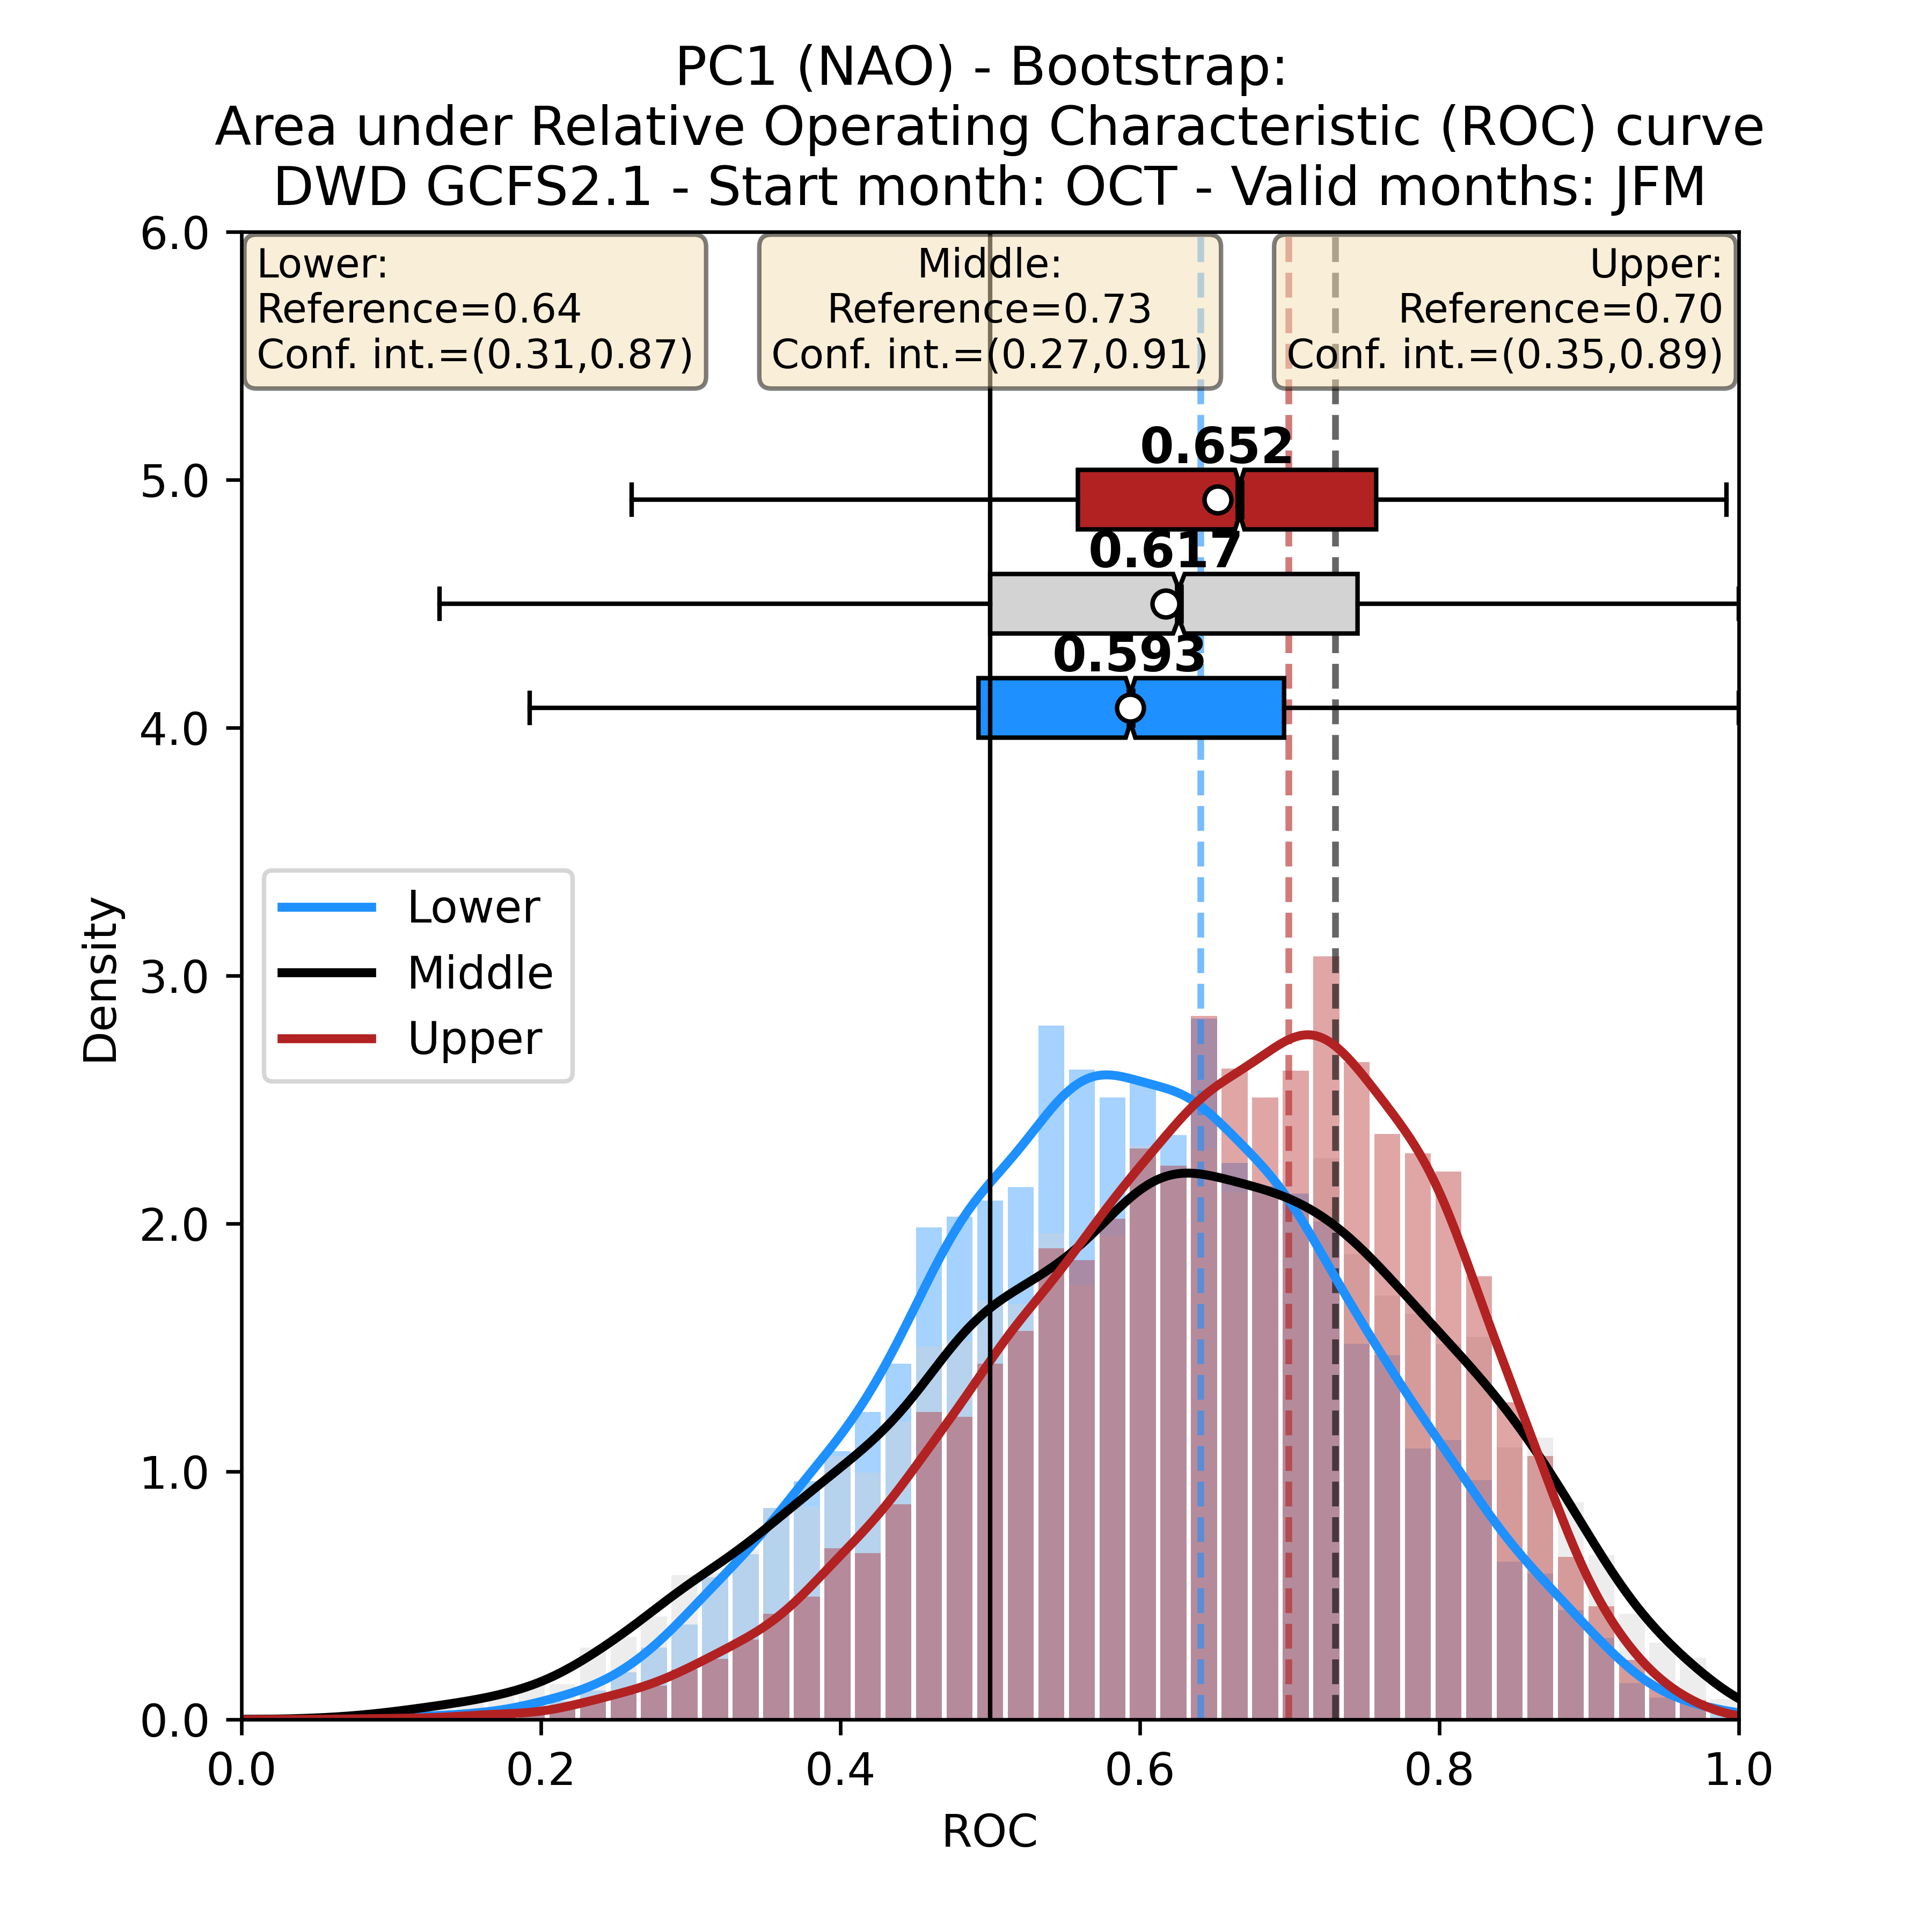 PC1 (NAO) - Bootstrap:
Area under Relative Operating Characteristic (ROC) curve
DWD GCFS2.1 - Start month: OCT - Valid months: JFM
Lower:
Reference=0.64
Conf. int.=(0.31,0.87)
Middle:
Reference=0.73
Conf. int.=(0.27,0.91)
Upper:
Reference=0.70
Conf. int.=(0.35,0.89)
0.652
0.617
0.593
Lower
Middle
Upper
Density
6.0
5.0
4.0
3.0
2.0
1.0
0.0
0.0
0.2
0.4
0.6
0.8
1.0
ROC